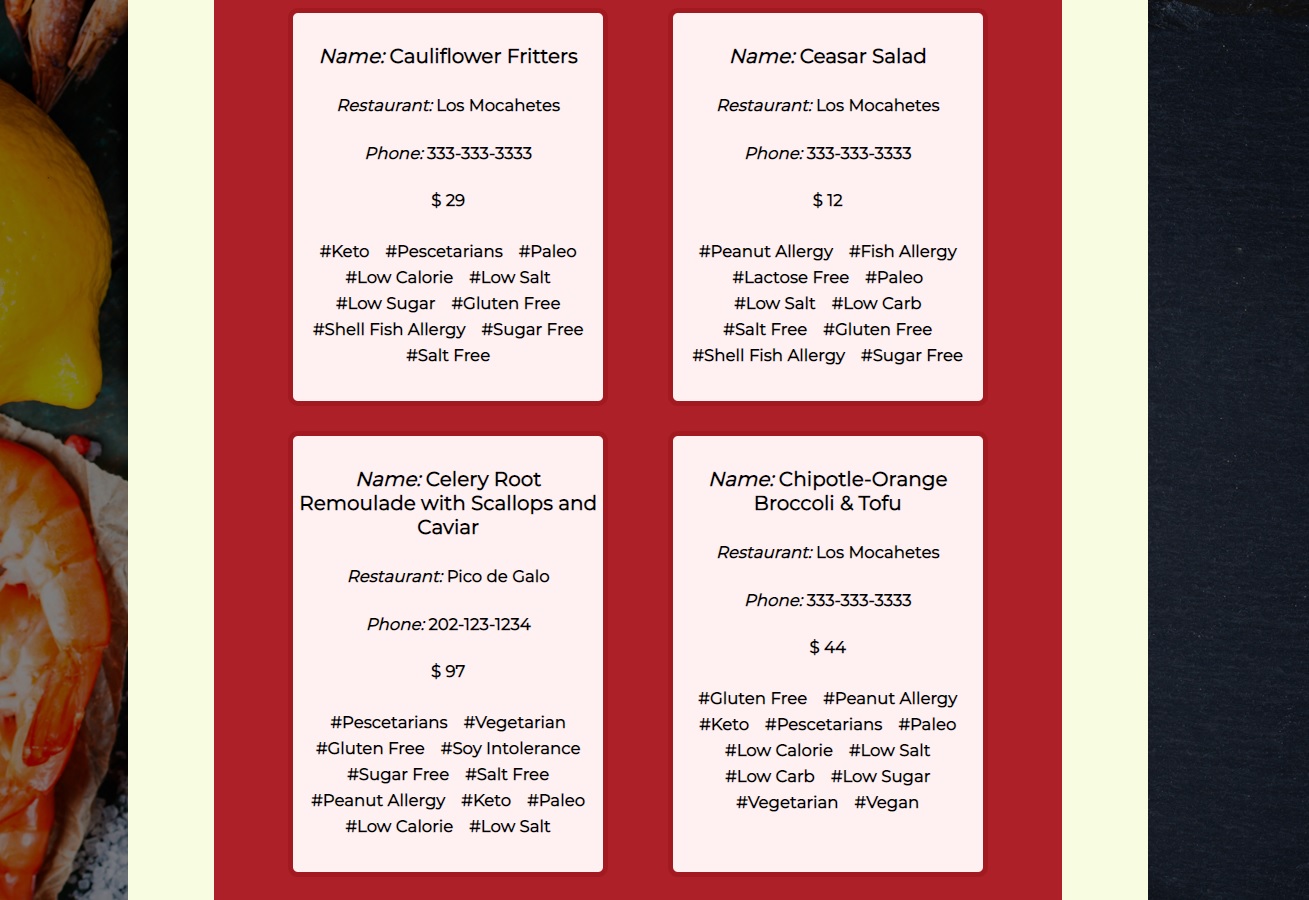 Name: Cauliflower Fritters
Restaurant: Los Mocahetes
Phone: 333-333-3333
$ 29
#Keto #Pescetarians #Paleo
#Low Calorie #Low Salt
#Low Sugar #Gluten Free
#Shell Fish Allergy #Sugar Free
#Salt Free
Name: Ceasar Salad
Restaurant: Los Mocahetes
Phone: 333-333-3333
$ 12
#Peanut Allergy #Fish Allergy
#Lactose Free #Paleo
#Low Salt #Low Carb
#Salt Free #Gluten Free
#Shell Fish Allergy #Sugar Free
Name: Celery Root
Remoulade with Scallops and
Caviar
Restaurant: Pico de Galo
Phone: 202-123-1234
$ 97
#Pescetarians #Vegetarian
#Gluten Free #Soy Intolerance
#Sugar Free #Salt Free
#Peanut Allergy #Keto #Paleo
#Low Calorie #Low Salt
Name: Chipotle-Orange
Broccoli & Tofu
Restaurant: Los Mocahetes
Phone: 333-333-3333
$ 44
#Gluten Free #Peanut Allergy
#Keto #Pescetarians #Paleo
#Low Calorie #Low Salt
#Low Carb #Low Sugar
#Vegetarian #Vegan